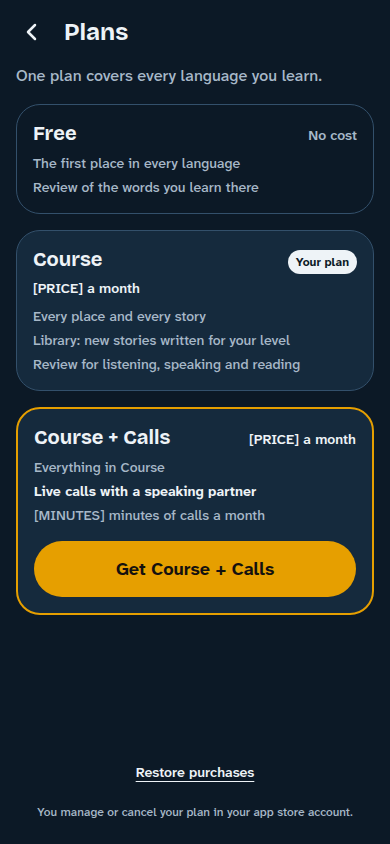 Plans
One plan covers every language you learn.
Free
No cost
The first place in every language
Review of the words you learn there
Course
Your plan
[PRICE] a month
Every place and every story
Library: new stories written for your level
Review for listening, speaking and reading
Course + Calls
[PRICE] a month
Everything in Course
Live calls with a speaking partner
[MINUTES] minutes of calls a month
Get Course + Calls
Restore purchases
You manage or cancel your plan in your app store account.